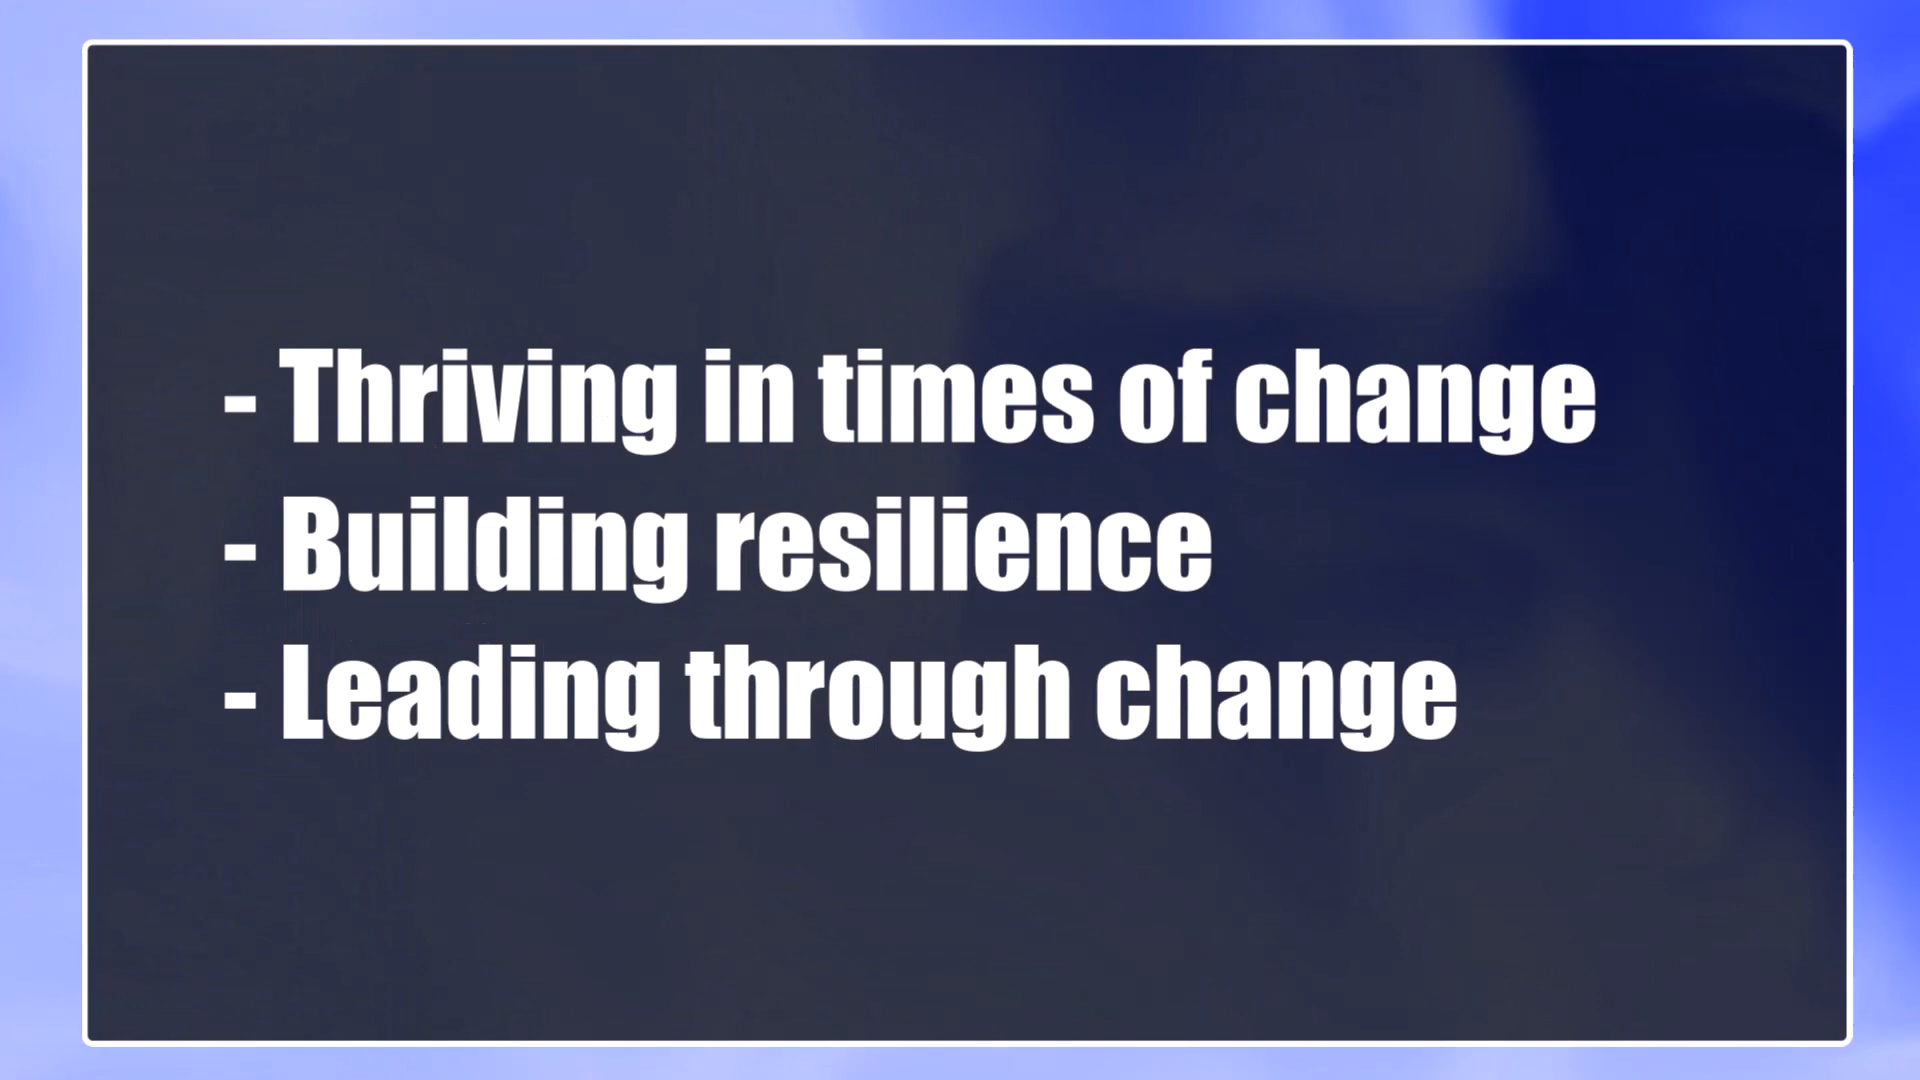 - Thriving in times of change
- Building resilience
- Leading through change